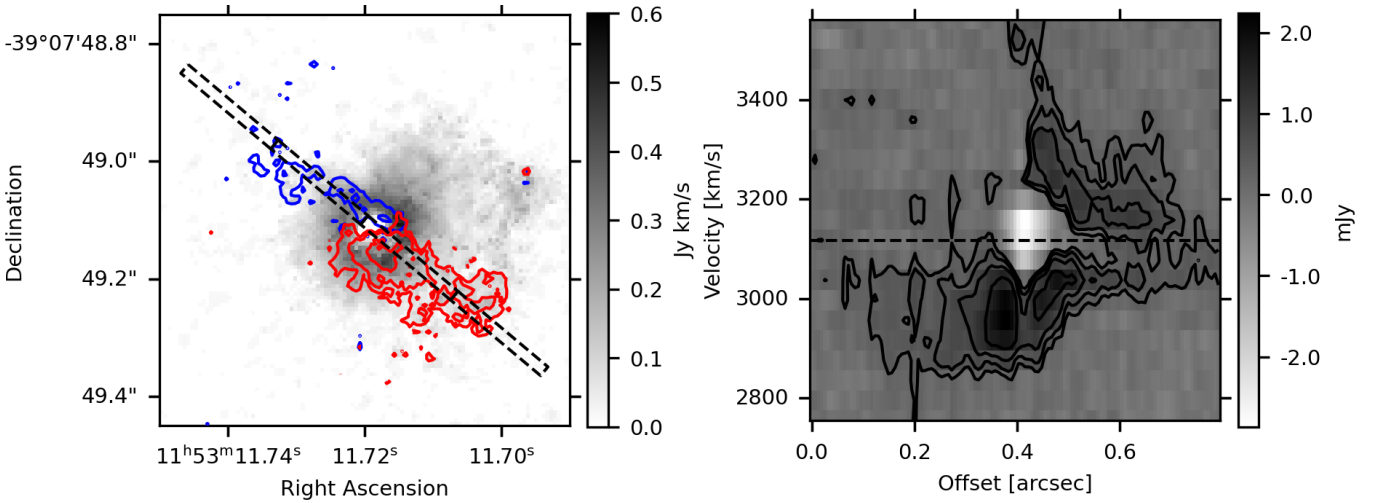 -39°07'48.8"
49.0"
49.2"
49.4"
Declination
11ʰ53ᵐ11.74ˢ
11.72ˢ
11.70ˢ
Right Ascension
0.6
0.5
0.4
0.3
0.2
0.1
0.0
Jy km/s
3400
3200
3000
2800
Velocity [km/s]
0.0
0.2
0.4
0.6
Offset [arcsec]
2.0
1.0
0.0
-1.0
-2.0
mJy